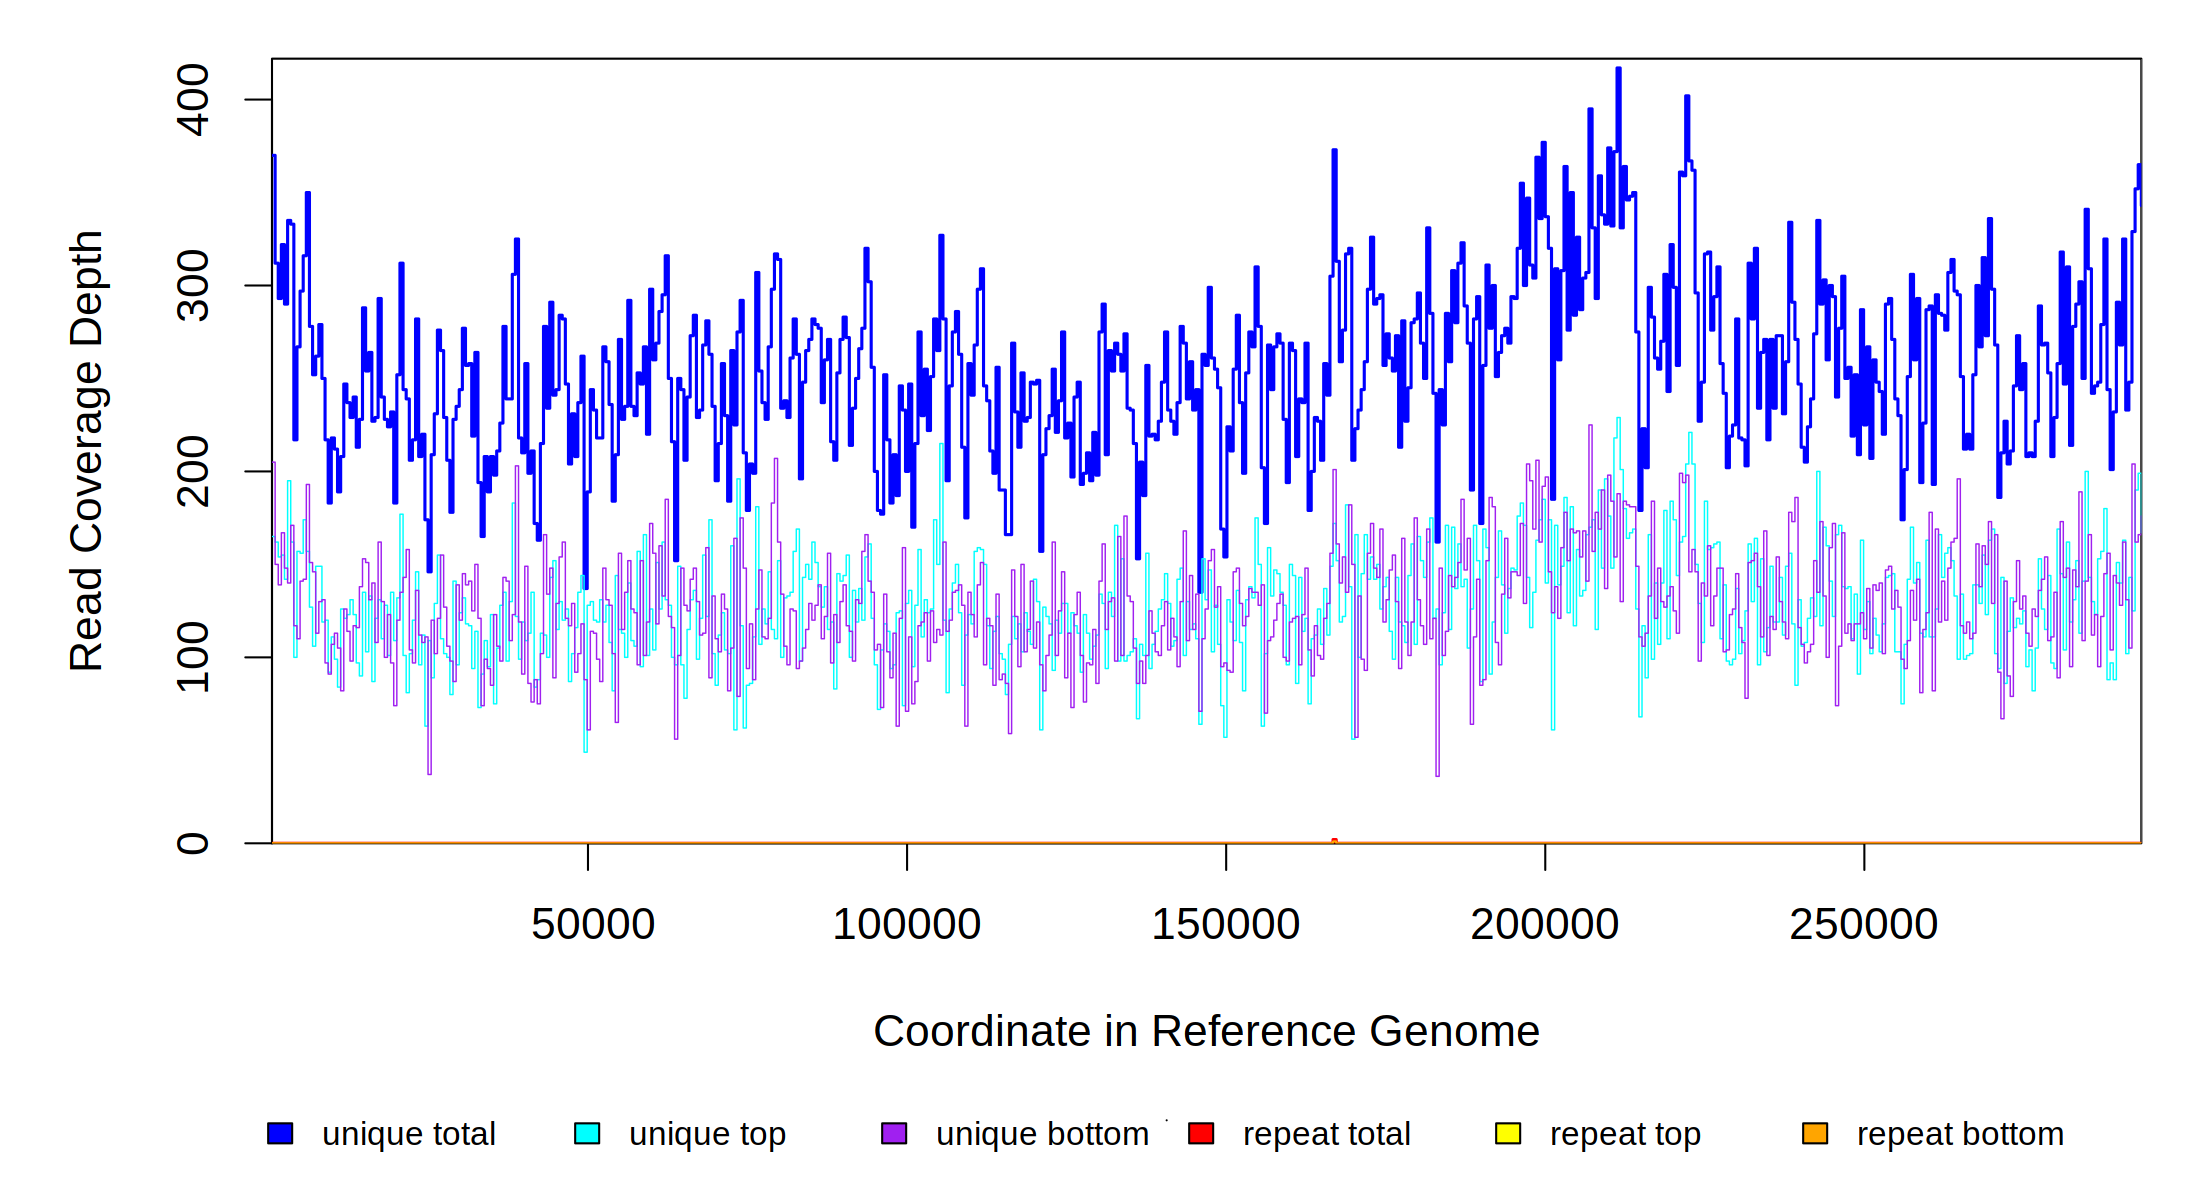 Read Coverage Depth
400
300
200
100
0
50000 100000 150000 200000 250000
Coordinate in Reference Genome
unique total unique top unique bottom repeat total repeat top repeat bottom